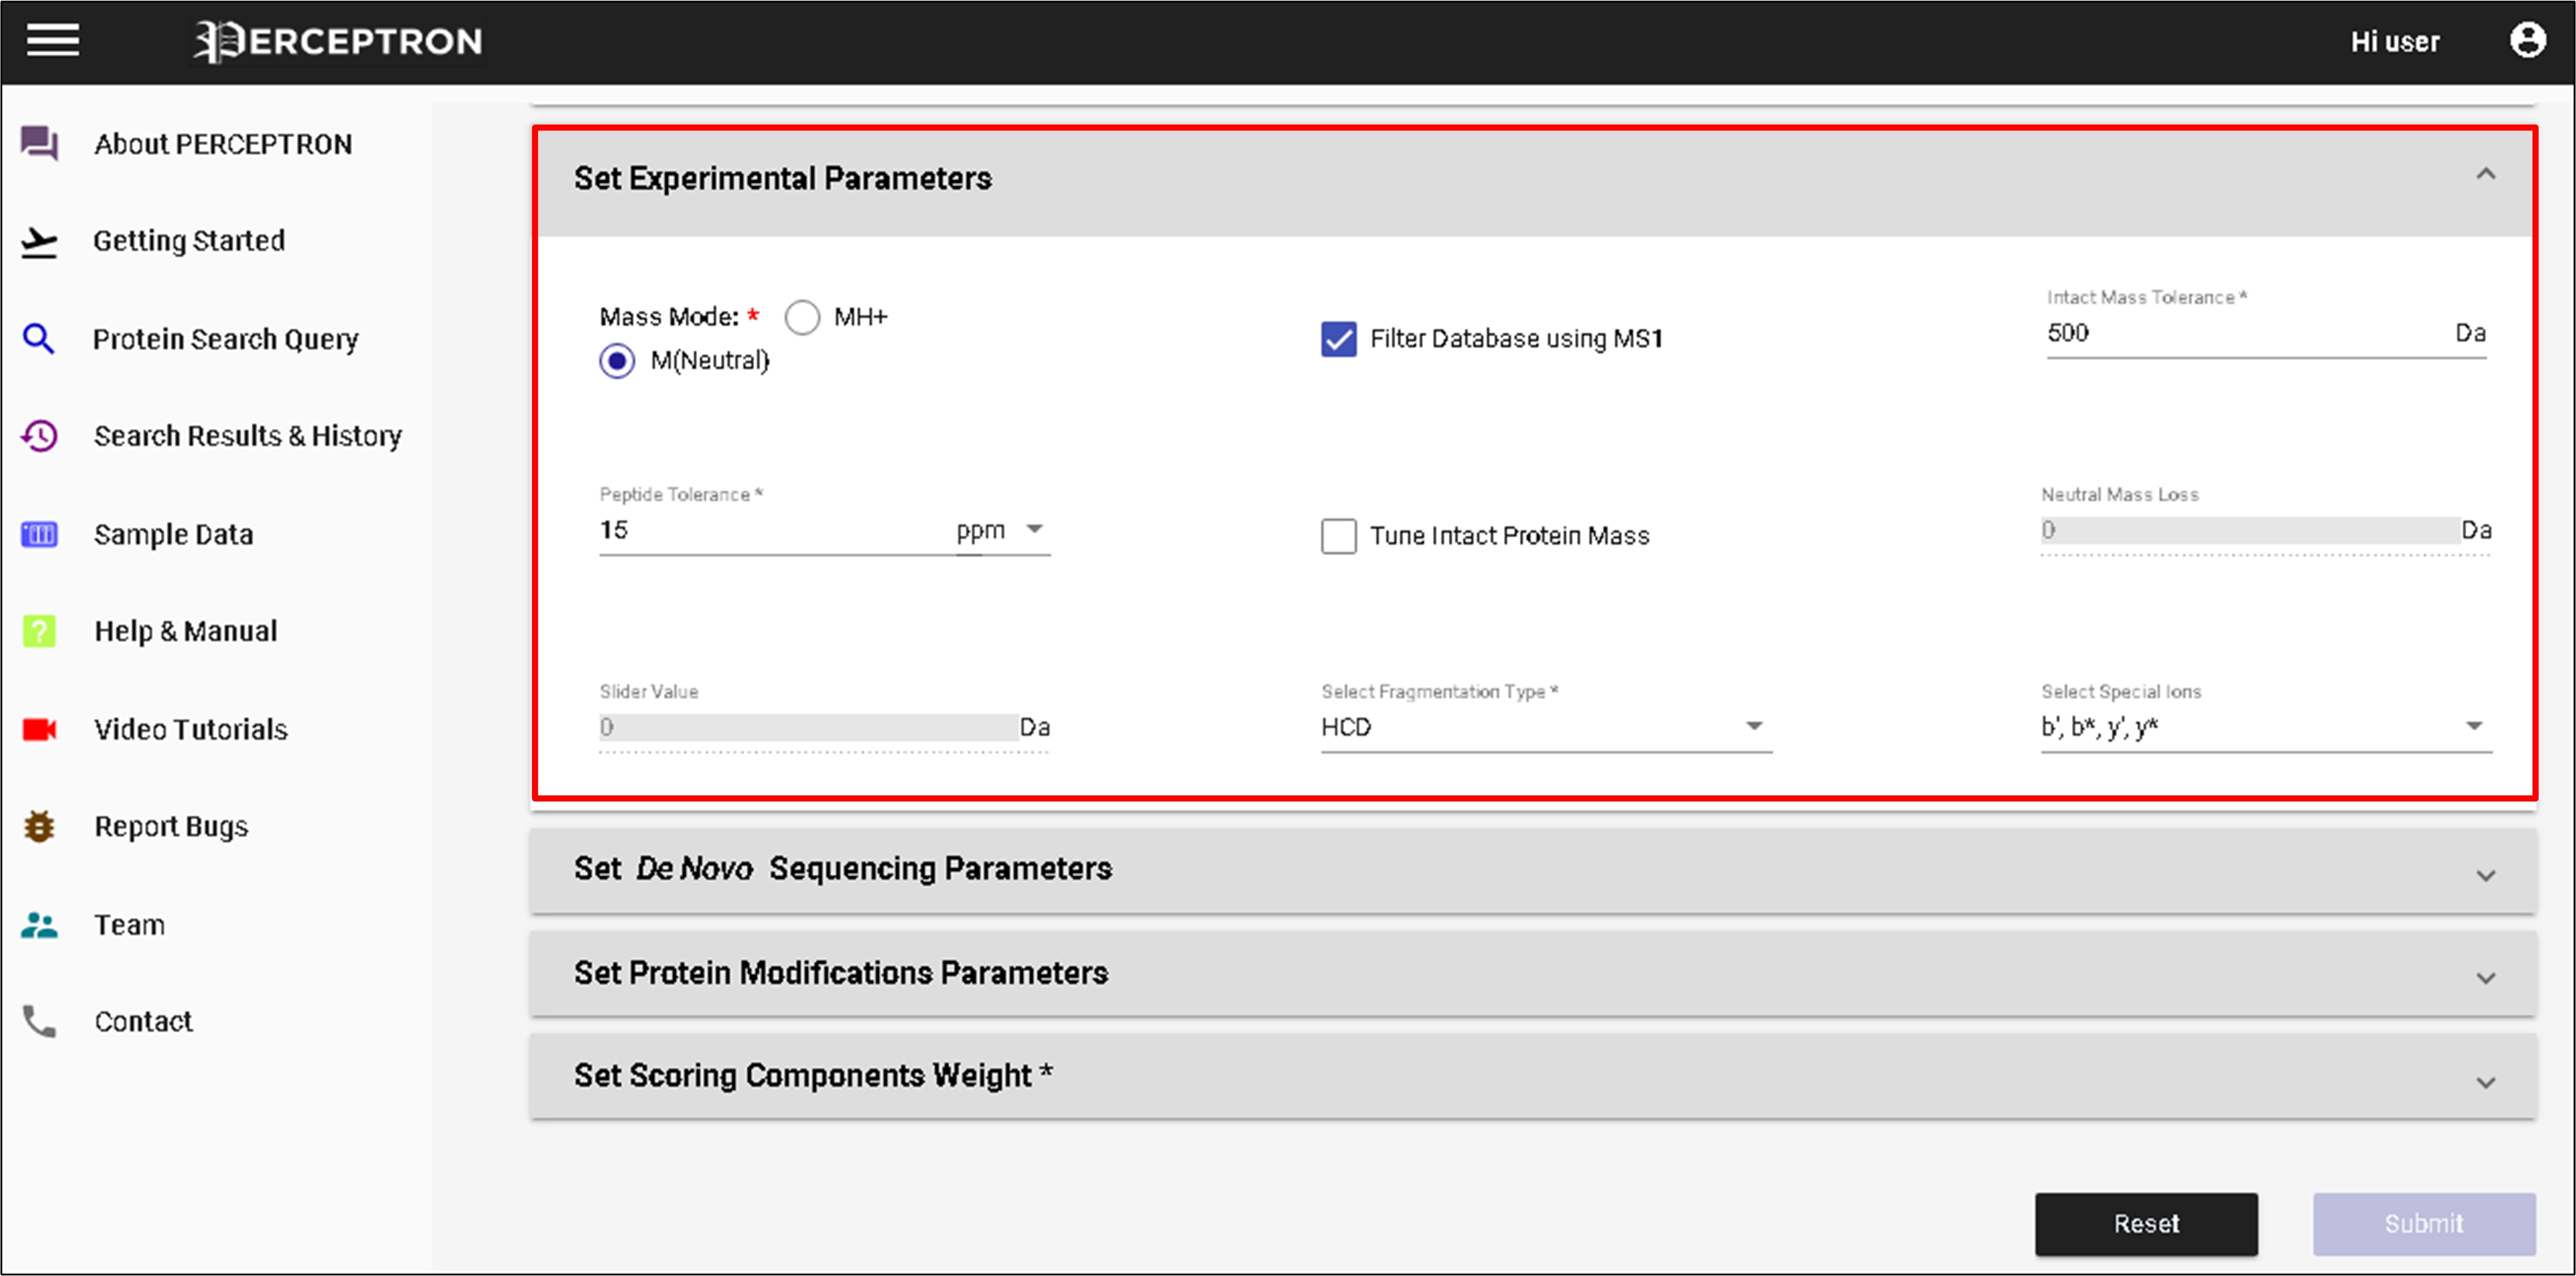 PERCEPTRON
Hi user
About PERCEPTRON
Getting Started
Protein Search Query
Search Results & History
Sample Data
Help & Manual
Video Tutorials
Report Bugs
Team
Contact
Set Experimental Parameters
Mass Mode: * MH+
M(Neutral)
Filter Database using MS1
Intact Mass Tolerance *
500 Da
Peptide Tolerance *
15 ppm
Tune Intact Protein Mass
Neutral Mass Loss
0 Da
Slider Value
0 Da
Select Fragmentation Type *
HCD
Select Special Ions
b', b*, y', y*
Set De Novo Sequencing Parameters
Set Protein Modifications Parameters
Set Scoring Components Weight *
Reset
Submit